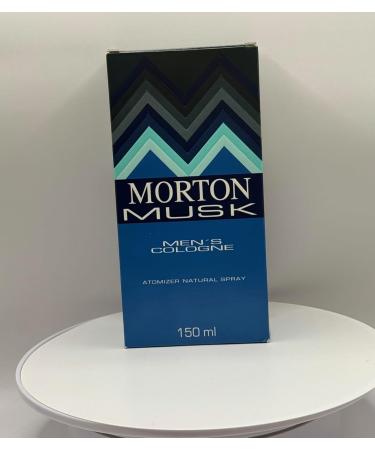 MORTON
MUSK
MEN´S
COLOGNE
ATOMIZER NATURAL SPRAY
150 ml